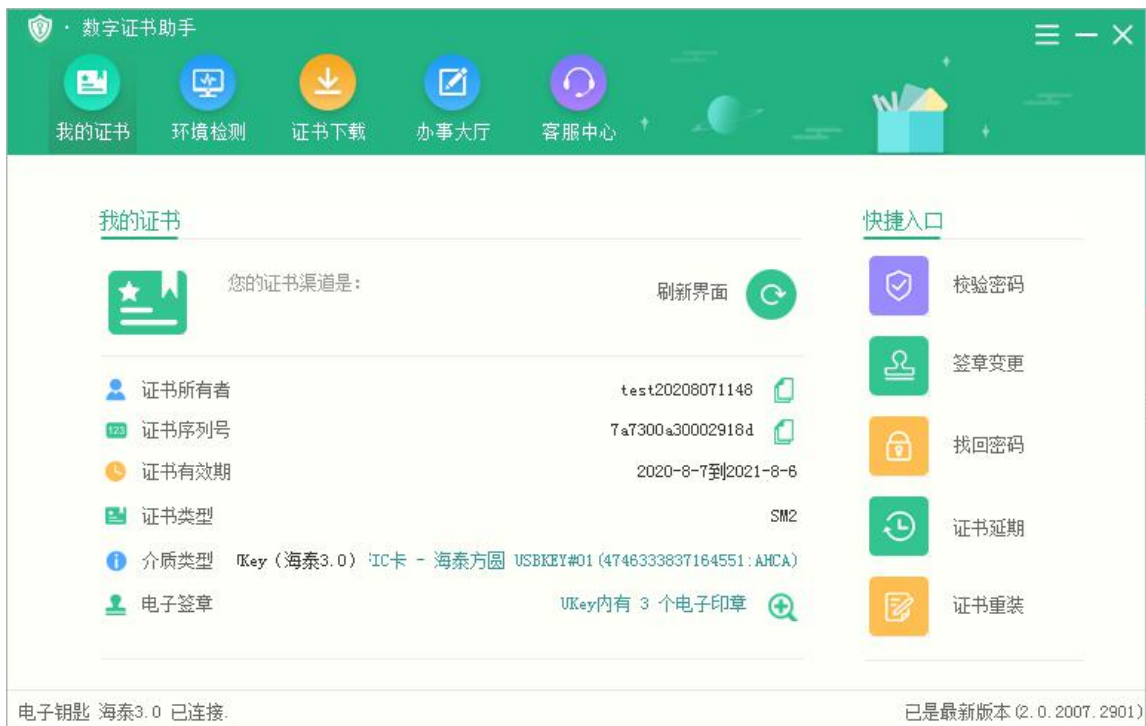 · 数字证书助手
我的证书 环境检测 证书下载 办事大厅 客服中心
我的证书
您的证书渠道是：
刷新界面
证书所有者 test20208071148
123 证书序列号 7a7300a30002918d
证书有效期 2020-8-7到2021-8-6
证书类型 SM2
介质类型 Key（海泰3.0） IC卡 - 海泰方圆 USBKEY#01(4746333837164551:AHCA)
电子签章 UKey内有 3 个电子印章
快捷入口
校验密码
签章变更
找回密码
证书延期
证书重装
电子钥匙 海泰3.0 已连接.
已是最新版本(2.0.2007.2901)